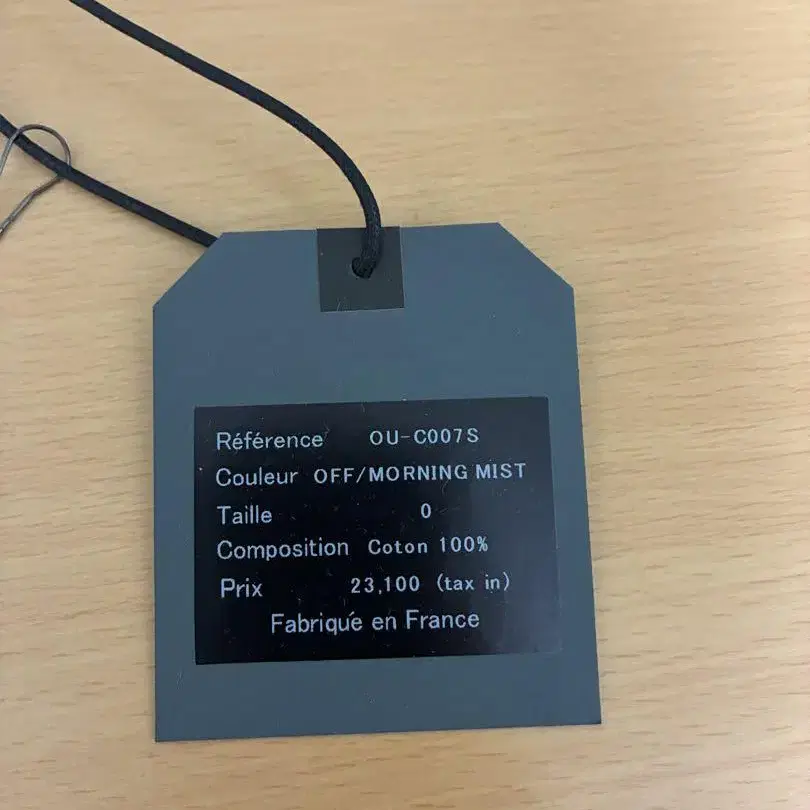 Référence OU-C007S
Couleur OFF/MORNING MIST
Taille 0
Composition Coton 100%
Prix 23,100 (tax in)
Fabriqué en France